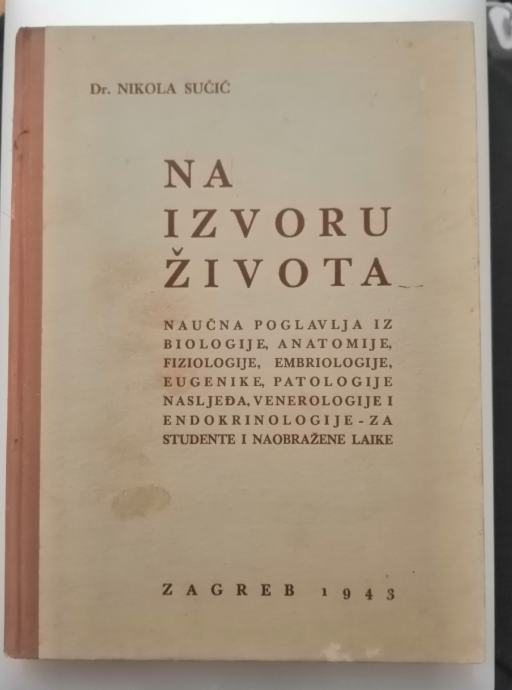 Dr. NIKOLA SUČIĆ
NA
IZVORU
ŽIVOTA
NAUČNA POGLAVLJA IZ
BIOLOGIJE, ANATOMIJE,
FIZIOLOGIJE, EMBRIOLOGIJE,
EUGENIKE, PATOLOGIJE
NASLJEĐA, VENEROLOGIJE I
ENDOKRINOLOGIJE - ZA
STUDENTE I NAOBRAŽENE LAIKE
ZAGREB 1943